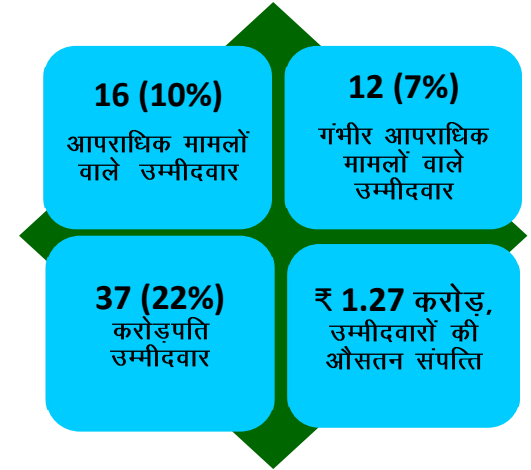 16 (10%)
आपराधिक मामलों
वाले उम्मीदवार
12 (7%)
गंभीर आपराधिक
मामलों वाले
उम्मीदवार
37 (22%)
करोड़पति
उम्मीदवार
₹ 1.27 करोड़,
उम्मीदवारों की
औसतन संपत्ति